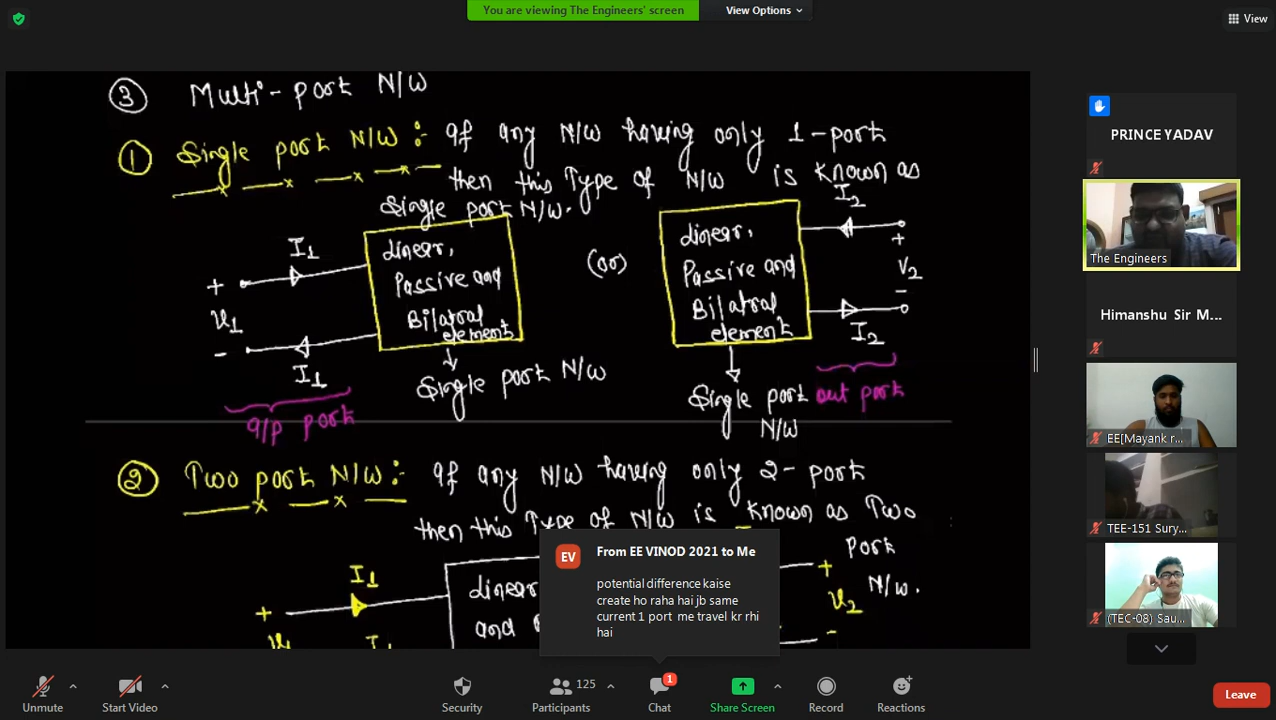 You are viewing The Engineers' screen
View Options
View
③ Multi-port N/W
① Single port N/W:- If any N/W having only 1-port
then this Type of N/W is known as
Single port N/W.
I1
+
V1
-
I1
I/p port
Linear,
Passive and
Bilatral
element
Single port N/W
(or)
Linear,
Passive and
Bilatral
element
Single port
N/W
I2
+
V2
-
I2
out port
② Two port N/W:- If any N/W having only 2-port
then this Type of N/W is known as Two
port
N/W.
I1
+
V1
I1
Linear
and
+
V2
-
EV
From EE VINOD 2021 to Me
potential difference kaise
create ho raha hai jb same
current 1 port me travel kr rhi
hai
PRINCE YADAV
The Engineers
Himanshu Sir M...
EE[Mayank r...
TEE-151 Sury...
(TEC-08) Sau...
Unmute
Start Video
Security
Participants
125
Chat
1
Share Screen
Record
Reactions
Leave